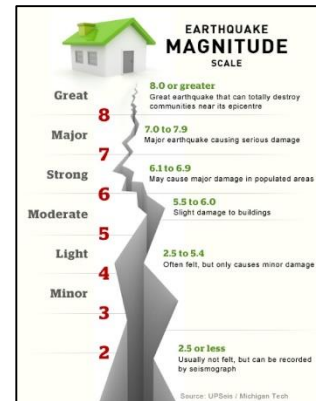 EARTHQUAKE
MAGNITUDE
SCALE
Great
8.0 or greater
Great earthquake that can totally destroy
communities near its epicentre
8
Major
7.0 to 7.9
Major earthquake causing serious damage
7
Strong
6.1 to 6.9
May cause major damage in populated areas
6
Moderate
5.5 to 6.0
Slight damage to buildings
5
Light
2.5 to 5.4
Often felt, but only causes minor damage
4
Minor
3
2
2.5 or less
Usually not felt, but can be recorded
by seismograph
Source: UPSeis / Michigan Tech